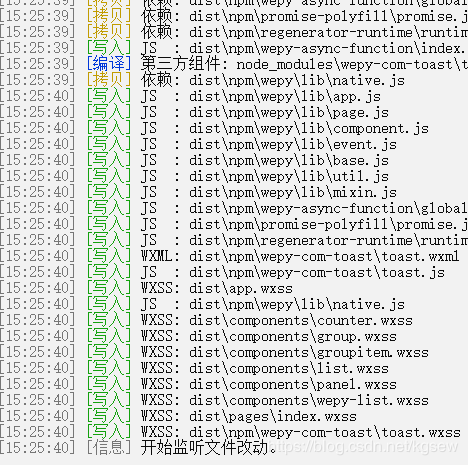 [15:25:39] [拷贝] 依赖: dist\npm\wepy-async-function\global
[15:25:39] [拷贝] 依赖: dist\npm\promise-polyfill\promise.j
[15:25:39] [拷贝] 依赖: dist\npm\regenerator-runtime\runtim
[15:25:39] [写入] JS  : dist\npm\wepy-async-function\index.
[15:25:39] [编译] 第三方组件: node_modules\wepy-com-toast\t
[15:25:39] [拷贝] 依赖: dist\npm\wepy\lib\native.js
[15:25:40] [写入] JS  : dist\npm\wepy\lib\app.js
[15:25:40] [写入] JS  : dist\npm\wepy\lib\page.js
[15:25:40] [写入] JS  : dist\npm\wepy\lib\component.js
[15:25:40] [写入] JS  : dist\npm\wepy\lib\event.js
[15:25:40] [写入] JS  : dist\npm\wepy\lib\base.js
[15:25:40] [写入] JS  : dist\npm\wepy\lib\util.js
[15:25:40] [写入] JS  : dist\npm\wepy\lib\mixin.js
[15:25:40] [写入] JS  : dist\npm\wepy-async-function\global
[15:25:40] [写入] JS  : dist\npm\promise-polyfill\promise.j
[15:25:40] [写入] JS  : dist\npm\regenerator-runtime\runtim
[15:25:40] [写入] WXML: dist\npm\wepy-com-toast\toast.wxml
[15:25:40] [写入] JS  : dist\npm\wepy-com-toast\toast.js
[15:25:40] [写入] WXSS: dist\app.wxss
[15:25:40] [写入] JS  : dist\npm\wepy\lib\native.js
[15:25:40] [写入] WXSS: dist\components\counter.wxss
[15:25:40] [写入] WXSS: dist\components\group.wxss
[15:25:40] [写入] WXSS: dist\components\groupitem.wxss
[15:25:40] [写入] WXSS: dist\components\list.wxss
[15:25:40] [写入] WXSS: dist\components\panel.wxss
[15:25:40] [写入] WXSS: dist\components\wepy-list.wxss
[15:25:40] [写入] WXSS: dist\pages\index.wxss
[15:25:40] [写入] WXSS: dist\npm\wepy-com-toast\toast.wxss
[15:25:40] [信息] 开始监听文件改动。
https://blog.csdn.net/kgsew